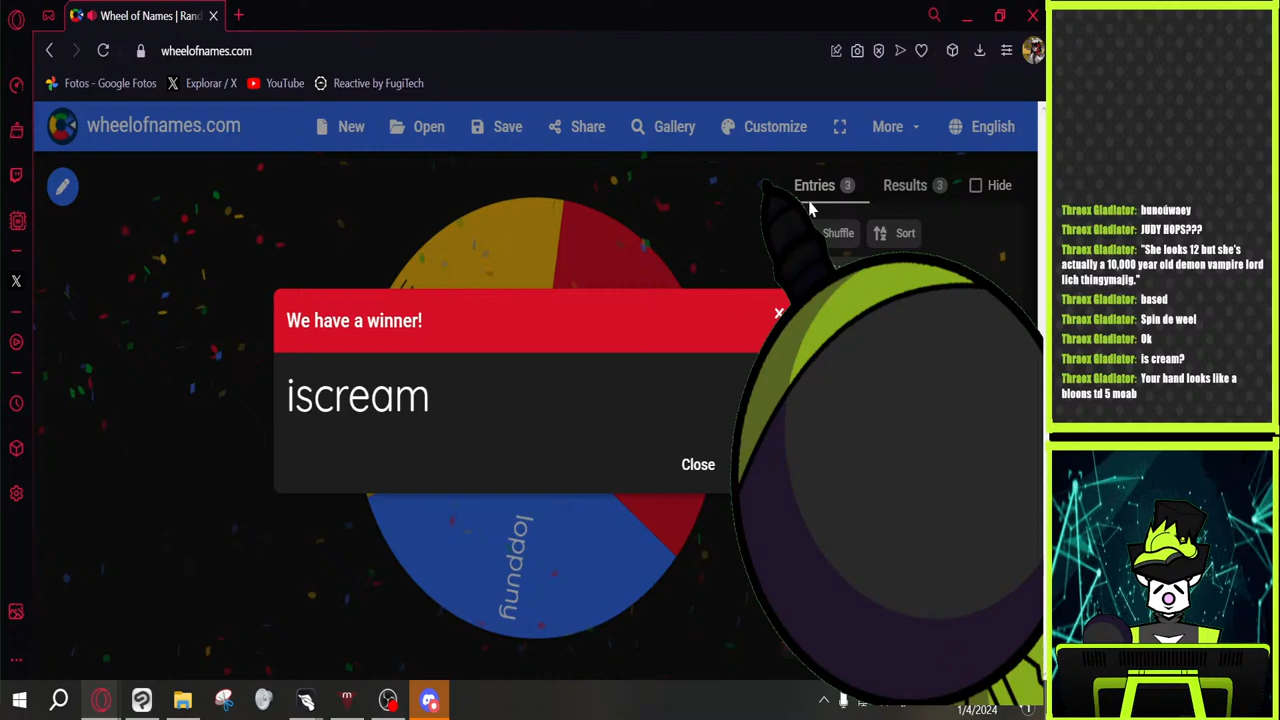 Wheel of Names | Rand
wheelofnames.com
Fotos - Google Fotos
Explorar / X
YouTube
Reactive by FugiTech
wheelofnames.com
New
Open
Save
Share
Gallery
Customize
More
English
Entries 3
Results 3
Hide
Shuffle
Sort
We have a winner!
iscream
Close
loppuny
Thraex Gladiator: bunoúwaey
Thraex Gladiator: JUDY HOPS???
Thraex Gladiator: "She looks 12 but she's
actually a 10,000 year old demon vampire lord
lich thingymajig."
Thraex Gladiator: based
Thraex Gladiator: Spin de weel
Thraex Gladiator: Ok
Thraex Gladiator: is cream?
Thraex Gladiator: Your hand looks like a
bloons td 5 moab
1/4/2024